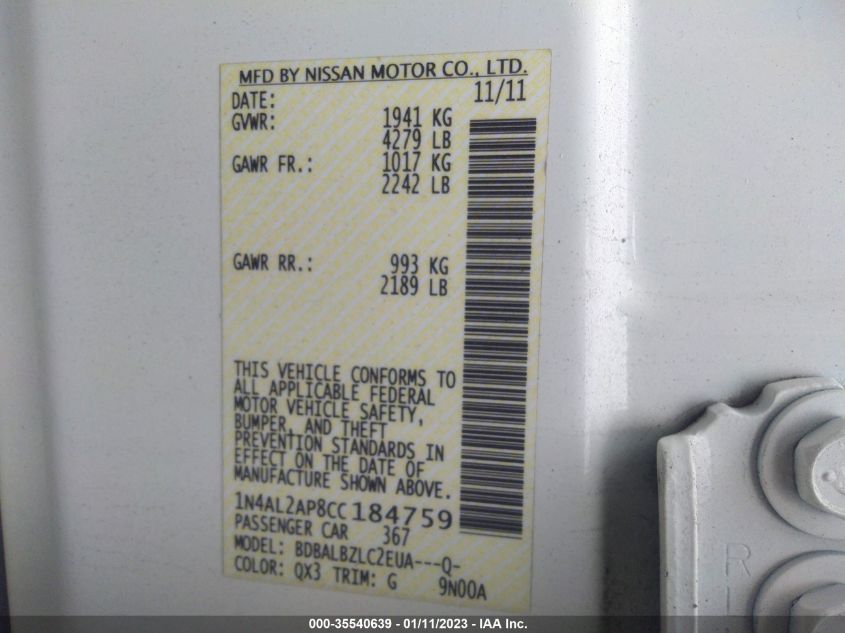 MFD BY NISSAN MOTOR CO., LTD.
DATE: 11/11
GVWR: 1941 KG
4279 LB
GAWR FR.: 1017 KG
2242 LB
GAWR RR.: 993 KG
2189 LB
THIS VEHICLE CONFORMS TO
ALL APPLICABLE FEDERAL
MOTOR VEHICLE SAFETY,
BUMPER, AND THEFT
PREVENTION STANDARDS IN
EFFECT ON THE DATE OF
MANUFACTURE SHOWN ABOVE.
1N4AL2AP8CC184759
PASSENGER CAR 367
MODEL: BDBALBZLC2EUA---Q-
COLOR: QX3 TRIM: G 9N00A
R
000-35540639 - 01/11/2023 - IAA Inc.